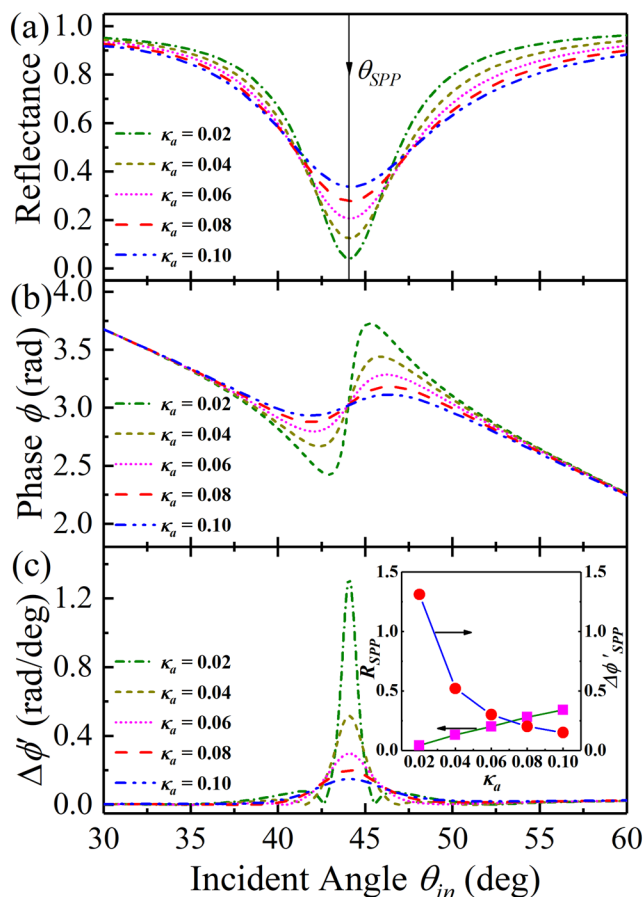 (a)
1.0
0.8
0.6
0.4
0.2
0.0
Reflectance
θSPP
κa = 0.02
κa = 0.04
κa = 0.06
κa = 0.08
κa = 0.10
(b)
4.0
3.5
3.0
2.5
2.0
Phase ϕ (rad)
κa = 0.02
κa = 0.04
κa = 0.06
κa = 0.08
κa = 0.10
(c)
1.2
0.8
0.4
0.0
Δϕ′ (rad/deg)
κa = 0.02
κa = 0.04
κa = 0.06
κa = 0.08
κa = 0.10
1.5
1.0
0.5
0.0
RSPP
1.5
1.0
0.5
0.0
Δϕ′SPP
0.02 0.04 0.06 0.08 0.10
κa
30 35 40 45 50 55 60
Incident Angle θin (deg)